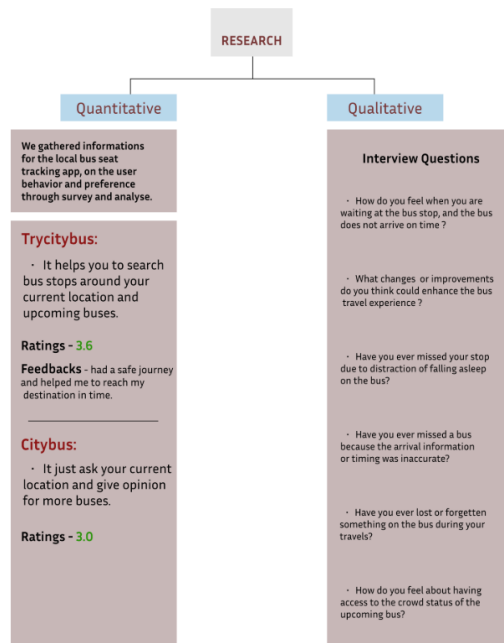 RESEARCH
Quantitative
We gathered informations
for the local bus seat
tracking app, on the user
behavior and preference
through survey and analyse.
Trycitybus:
· It helps you to search
bus stops around your
current location and
upcoming buses.
Ratings - 3.6
Feedbacks - had a safe journey
and helped me to reach my
destination in time.
Citybus:
· It just ask your current
location and give opinion
for more buses.
Ratings - 3.0
Qualitative
Interview Questions
· How do you feel when you are
waiting at the bus stop, and the bus
does not arrive on time ?
· What changes or improvements
do you think could enhance the bus
travel experience ?
· Have you ever missed your stop
due to distraction of falling asleep
on the bus?
· Have you ever missed a bus
because the arrival information
or timing was inaccurate?
· Have you ever lost or forgetten
something on the bus during your
travels?
· How do you feel about having
access to the crowd status of the
upcoming bus?